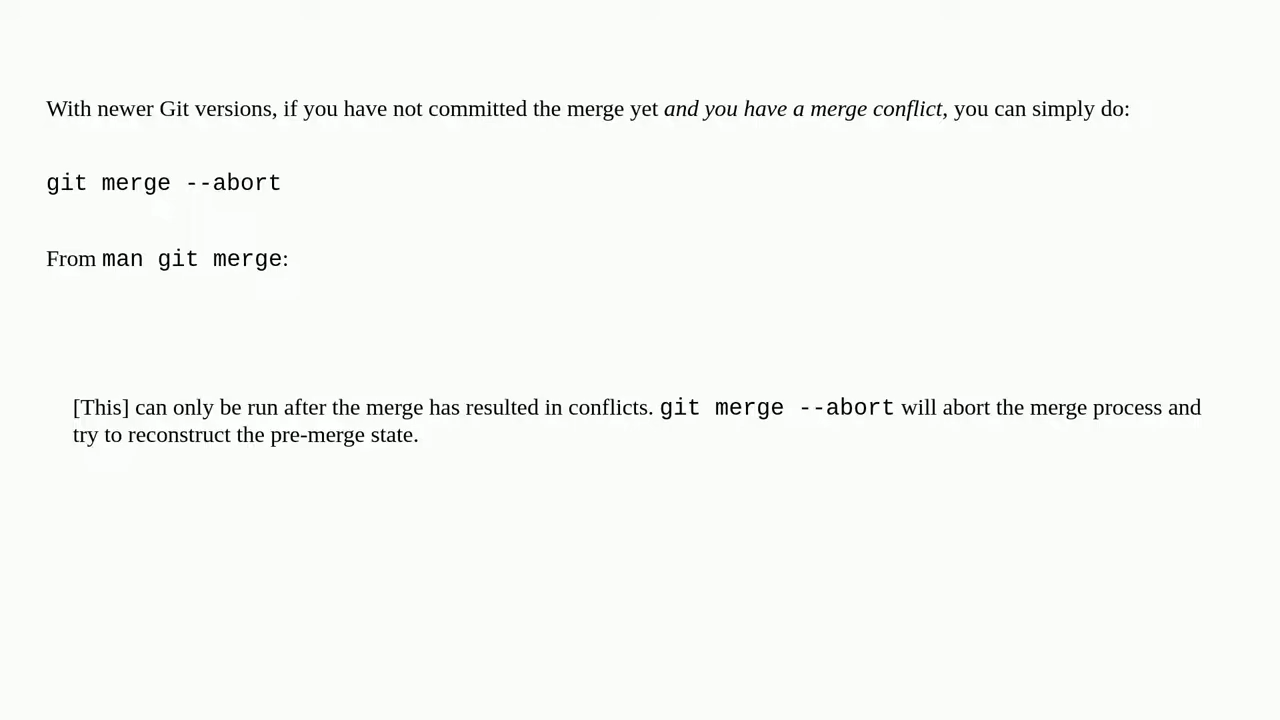 With newer Git versions, if you have not committed the merge yet and you have a merge conflict, you can simply do:
git merge --abort
From man git merge:
[This] can only be run after the merge has resulted in conflicts. git merge --abort will abort the merge process and
try to reconstruct the pre-merge state.